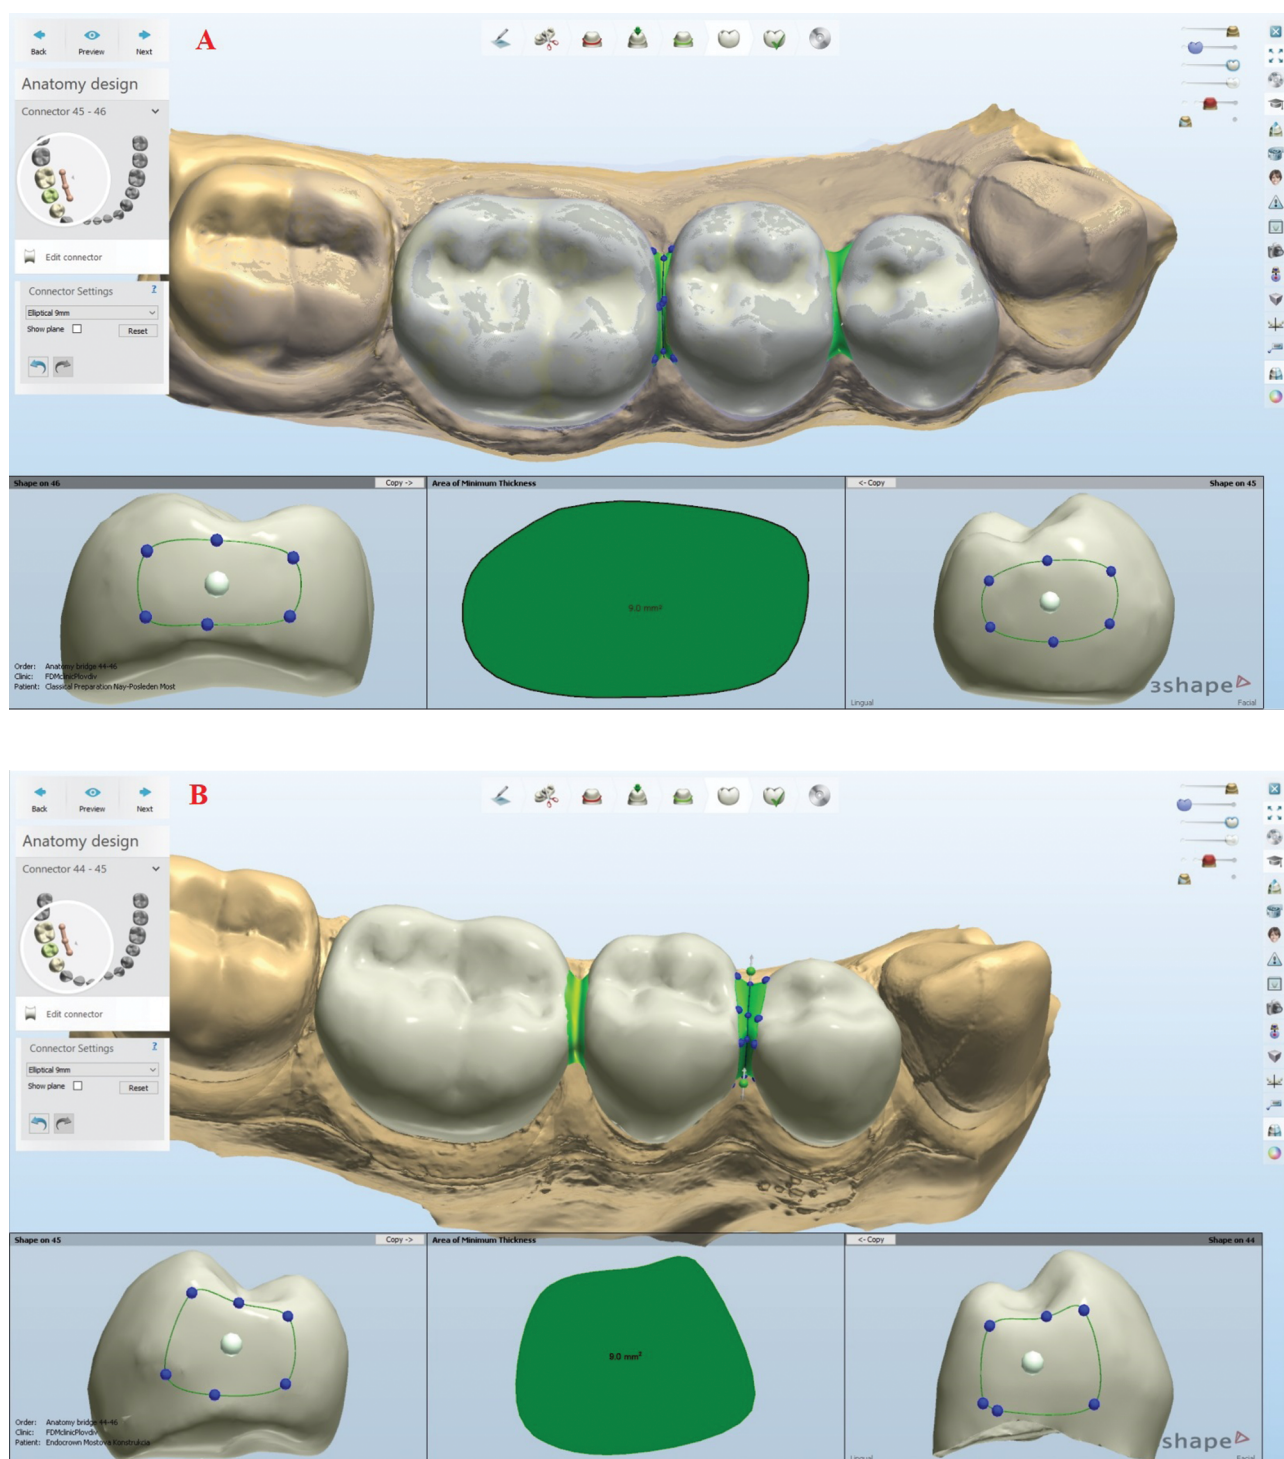 A
Back
Preview
Next
Anatomy design
Connector 45 - 46
Edit connector
Connector Settings
?
Elliptical 9mm
Show plane
Reset
Shape on 46
Copy ->
Area of Minimum Thickness
<- Copy
Shape on 45
9.0 mm²
Order: Anatomy bridge 44-46
Clinic: FDMclinicPlovdiv
Patient: Classical Preparation Nay-Posleden Most
3shape
Lingual
Facial
B
Back
Preview
Next
Anatomy design
Connector 44 - 45
Edit connector
Connector Settings
?
Elliptical 9mm
Show plane
Reset
Shape on 45
Copy ->
Area of Minimum Thickness
<- Copy
Shape on 44
9.0 mm²
Order: Anatomy bridge 44-46
Clinic: FDMclinicPlovdiv
Patient: Endocrown Mostova Konstrukcia
shape
Lingual
Facial